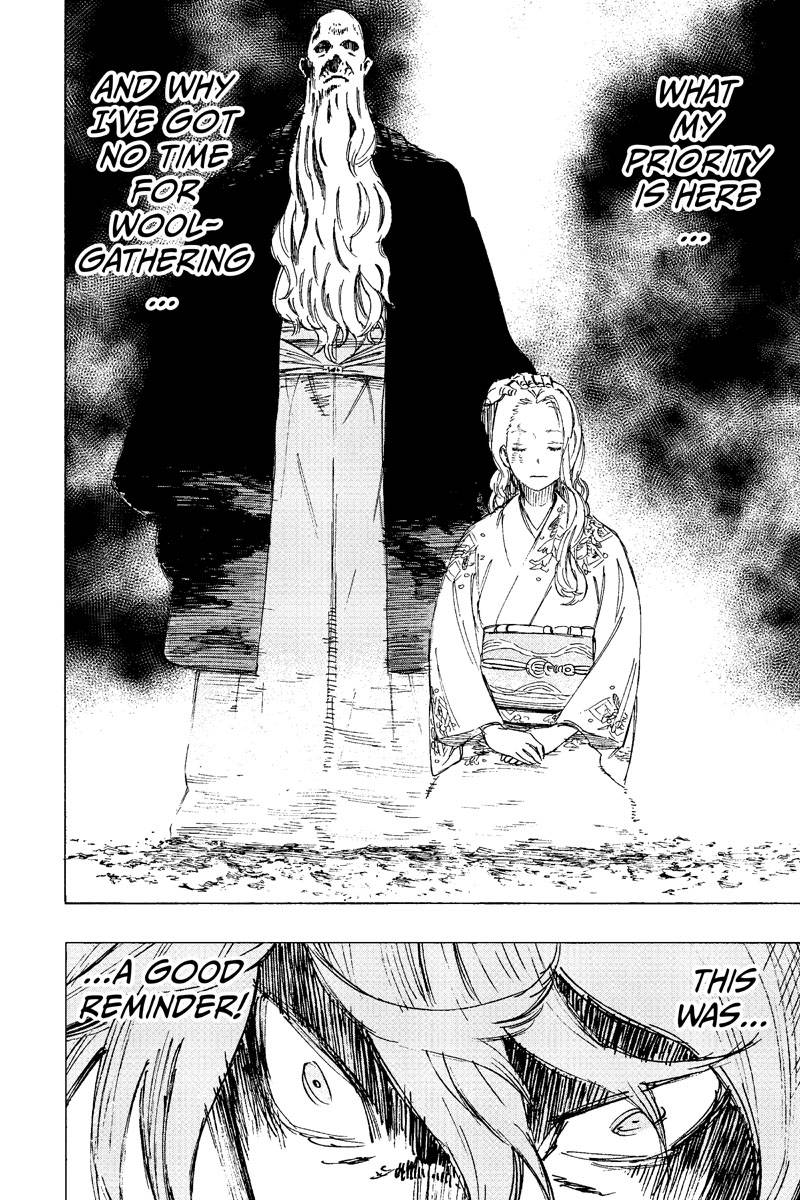 WHAT
MY
PRIORITY
IS HERE
...
AND WHY
I'VE GOT
NO TIME
FOR
WOOL-
GATHERING
...
THIS
WAS...
...A GOOD
REMINDER!